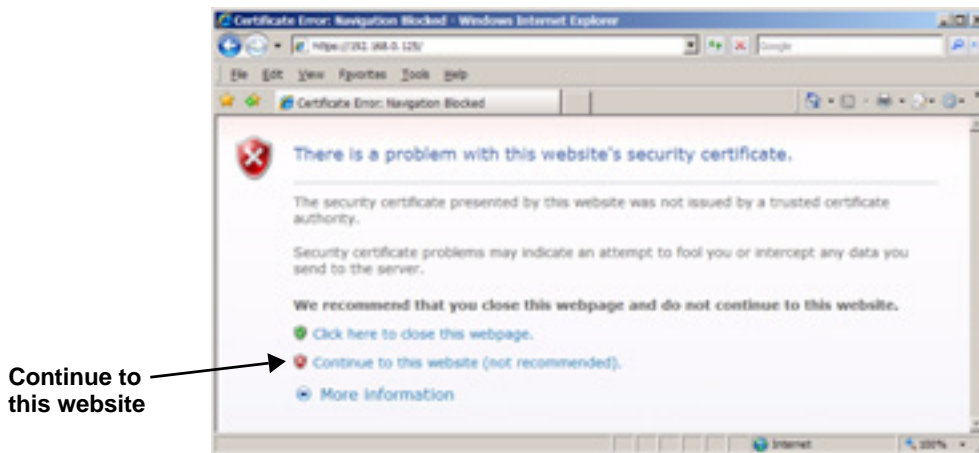 Certificate Error: Navigation Blocked - Windows Internet Explorer
https://192.168.0.125/
Google
File Edit View Favorites Tools Help
Certificate Error: Navigation Blocked
There is a problem with this website's security certificate.
The security certificate presented by this website was not issued by a trusted certificate
authority.
Security certificate problems may indicate an attempt to fool you or intercept any data you
send to the server.
We recommend that you close this webpage and do not continue to this website.
Click here to close this webpage.
Continue to this website (not recommended).
More information
Continue to
this website
Internet
100%